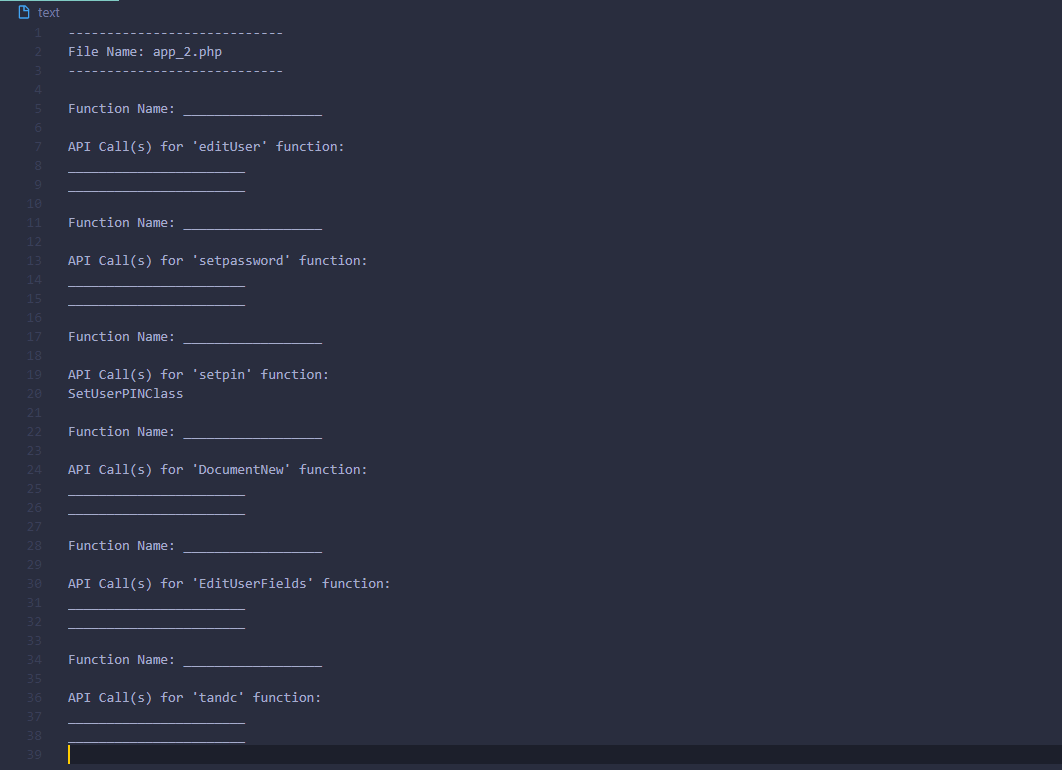 text
1 ----------------------------
2 File Name: app_2.php
3 ----------------------------
4
5 Function Name: __________________
6
7 API Call(s) for 'editUser' function:
8 _______________________
9 _______________________
10
11 Function Name: __________________
12
13 API Call(s) for 'setpassword' function:
14 _______________________
15 _______________________
16
17 Function Name: __________________
18
19 API Call(s) for 'setpin' function:
20 SetUserPINClass
21
22 Function Name: __________________
23
24 API Call(s) for 'DocumentNew' function:
25 _______________________
26 _______________________
27
28 Function Name: __________________
29
30 API Call(s) for 'EditUserFields' function:
31 _______________________
32 _______________________
33
34 Function Name: __________________
35
36 API Call(s) for 'tandc' function:
37 _______________________
38 _______________________
39